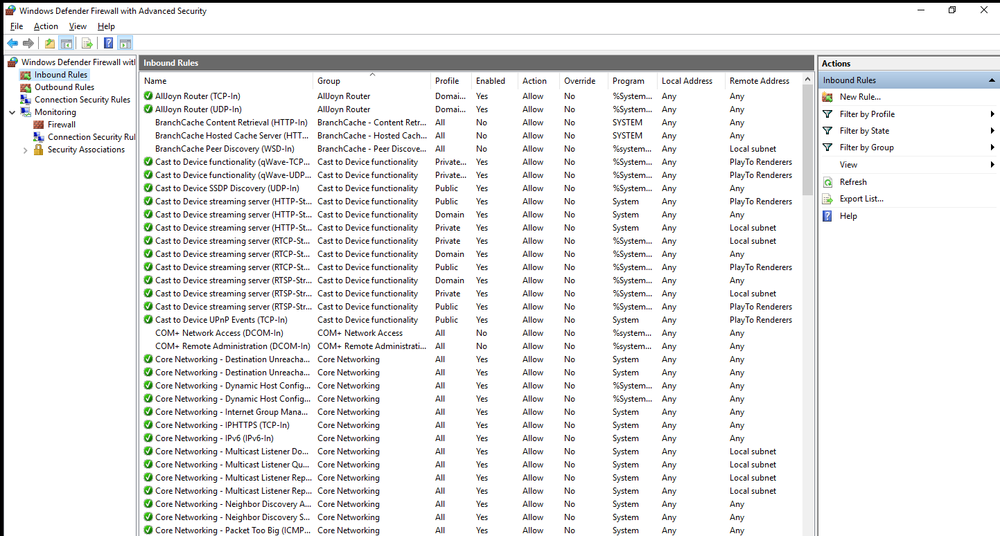 Windows Defender Firewall with Advanced Security
File Action View Help
Windows Defender Firewall wit
Inbound Rules
Outbound Rules
Connection Security Rules
Monitoring
Firewall
Connection Security Rul
Security Associations
Inbound Rules
Name Group Profile Enabled Action Override Program Local Address Remote Address
AllJoyn Router (TCP-In) AllJoyn Router Domai... Yes Allow No %System... Any Any
AllJoyn Router (UDP-In) AllJoyn Router Domai... Yes Allow No %System... Any Any
BranchCache Content Retrieval (HTTP-In) BranchCache - Content Retr... All No Allow No SYSTEM Any Any
BranchCache Hosted Cache Server (HTT... BranchCache - Hosted Cach... All No Allow No SYSTEM Any Any
BranchCache Peer Discovery (WSD-In) BranchCache - Peer Discove... All No Allow No %system... Any Local subnet
Cast to Device functionality (qWave-TCP... Cast to Device functionality Private... Yes Allow No %System... Any PlayTo Renderers
Cast to Device functionality (qWave-UDP... Cast to Device functionality Private... Yes Allow No %System... Any PlayTo Renderers
Cast to Device SSDP Discovery (UDP-In) Cast to Device functionality Public Yes Allow No %System... Any Any
Cast to Device streaming server (HTTP-St... Cast to Device functionality Public Yes Allow No System Any PlayTo Renderers
Cast to Device streaming server (HTTP-St... Cast to Device functionality Domain Yes Allow No System Any Any
Cast to Device streaming server (HTTP-St... Cast to Device functionality Private Yes Allow No System Any Local subnet
Cast to Device streaming server (RTCP-St... Cast to Device functionality Private Yes Allow No %System... Any Local subnet
Cast to Device streaming server (RTCP-St... Cast to Device functionality Domain Yes Allow No %System... Any Any
Cast to Device streaming server (RTCP-St... Cast to Device functionality Public Yes Allow No %System... Any PlayTo Renderers
Cast to Device streaming server (RTSP-Str... Cast to Device functionality Domain Yes Allow No %System... Any Any
Cast to Device streaming server (RTSP-Str... Cast to Device functionality Private Yes Allow No %System... Any Local subnet
Cast to Device streaming server (RTSP-Str... Cast to Device functionality Public Yes Allow No %System... Any PlayTo Renderers
Cast to Device UPnP Events (TCP-In) Cast to Device functionality Public Yes Allow No System Any PlayTo Renderers
COM+ Network Access (DCOM-In) COM+ Network Access All No Allow No %system... Any Any
COM+ Remote Administration (DCOM-In) COM+ Remote Administrati... All No Allow No %system... Any Any
Core Networking - Destination Unreacha... Core Networking All Yes Allow No System Any Any
Core Networking - Destination Unreacha... Core Networking All Yes Allow No System Any Any
Core Networking - Dynamic Host Config... Core Networking All Yes Allow No %System... Any Any
Core Networking - Dynamic Host Config... Core Networking All Yes Allow No %System... Any Any
Core Networking - Internet Group Mana... Core Networking All Yes Allow No System Any Any
Core Networking - IPHTTPS (TCP-In) Core Networking All Yes Allow No System Any Any
Core Networking - IPv6 (IPv6-In) Core Networking All Yes Allow No System Any Any
Core Networking - Multicast Listener Do... Core Networking All Yes Allow No System Any Local subnet
Core Networking - Multicast Listener Qu... Core Networking All Yes Allow No System Any Local subnet
Core Networking - Multicast Listener Rep... Core Networking All Yes Allow No System Any Local subnet
Core Networking - Multicast Listener Rep... Core Networking All Yes Allow No System Any Local subnet
Core Networking - Neighbor Discovery A... Core Networking All Yes Allow No System Any Any
Core Networking - Neighbor Discovery S... Core Networking All Yes Allow No System Any Any
Core Networking - Packet Too Big (ICMP... Core Networking All Yes Allow No System Any Any
Actions
Inbound Rules
New Rule...
Filter by Profile
Filter by State
Filter by Group
View
Refresh
Export List...
Help